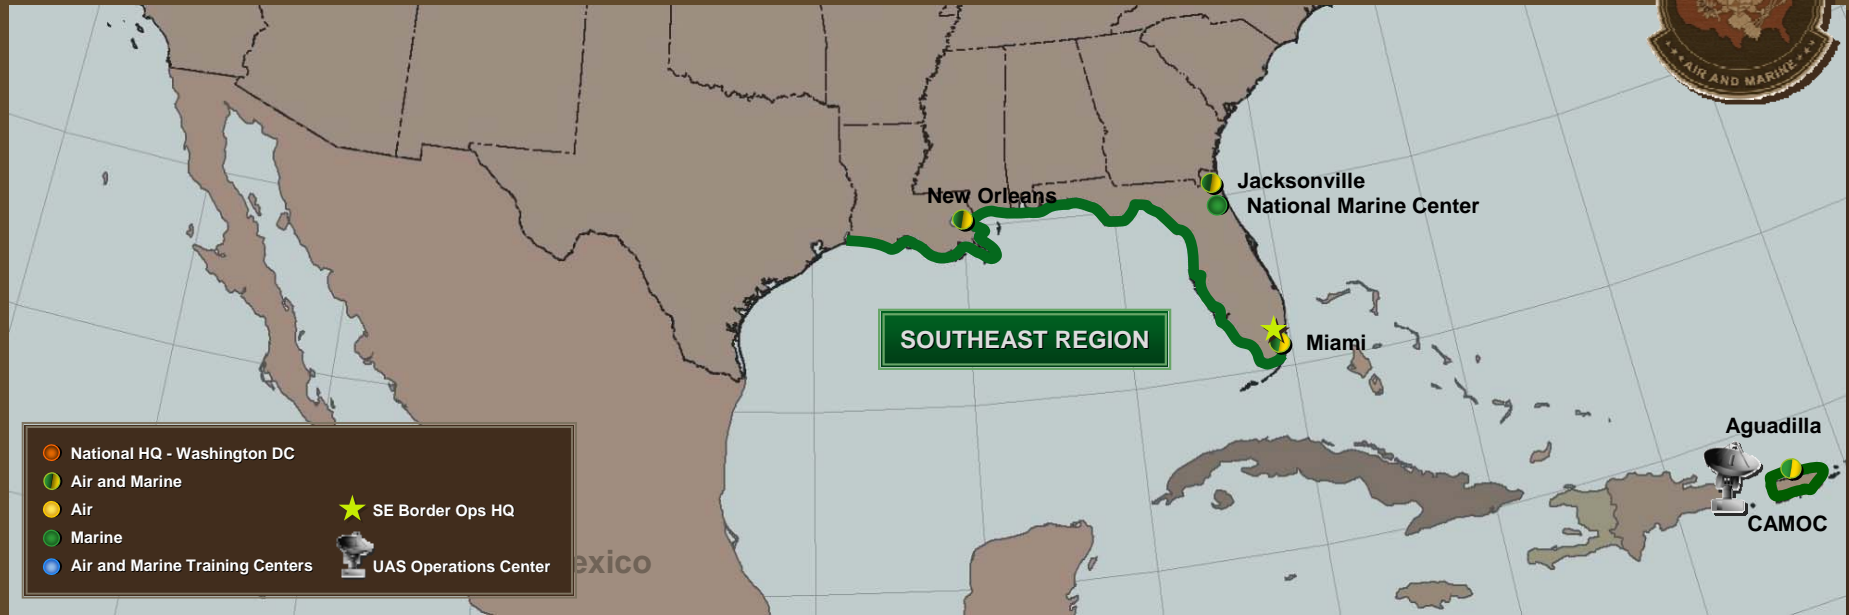 AIR AND MARINE
Jacksonville
National Marine Center
New Orleans
SOUTHEAST REGION
Miami
Aguadilla
CAMOC
National HQ - Washington DC
Air and Marine
Air
Marine
Air and Marine Training Centers
SE Border Ops HQ
UAS Operations Center
exico